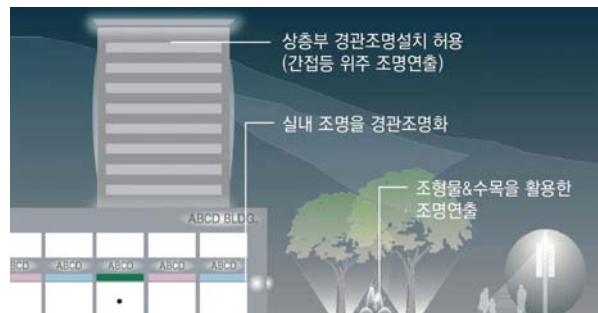 상층부 경관조명설치 허용
(간접등 위주 조명연출)
실내 조명을 경관조명화
조형물&수목을 활용한
조명연출
ABCD BLDG.
BCD ABCD ABCD ABCD ABCD